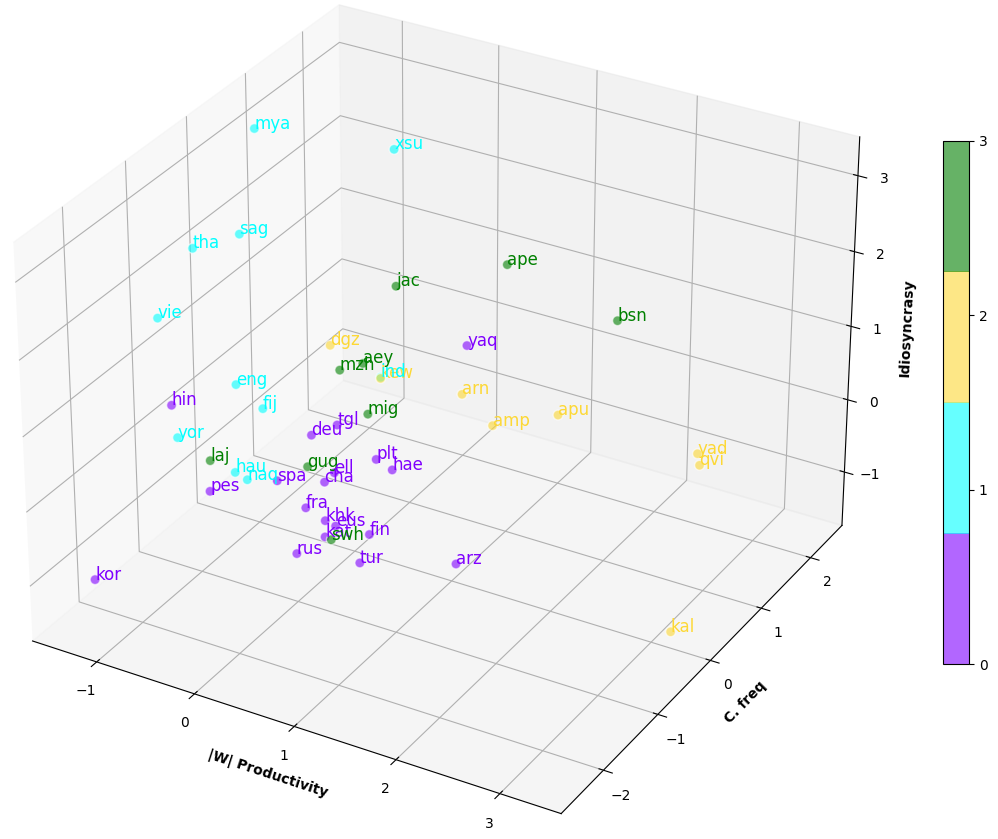 mya
xsu
3
3
sag
tha
2
ape
jac
bsn
vie
1
2
Idiosyncrasy
yaq
dgz
aey
mzh
ind
eng
arn
0
hin
fij
mig
apu
tgl
amp
yor
ded
yad
laj
gug
plt
qvi
hau
ell
hae
-1
naq
spa
cha
pes
1
fra
khk
eus
fin
swh
rus
tur
arz
kor
2
1
kal
0
0
C. freq
-1
0
-1
1
|W| Productivity
2
-2
3